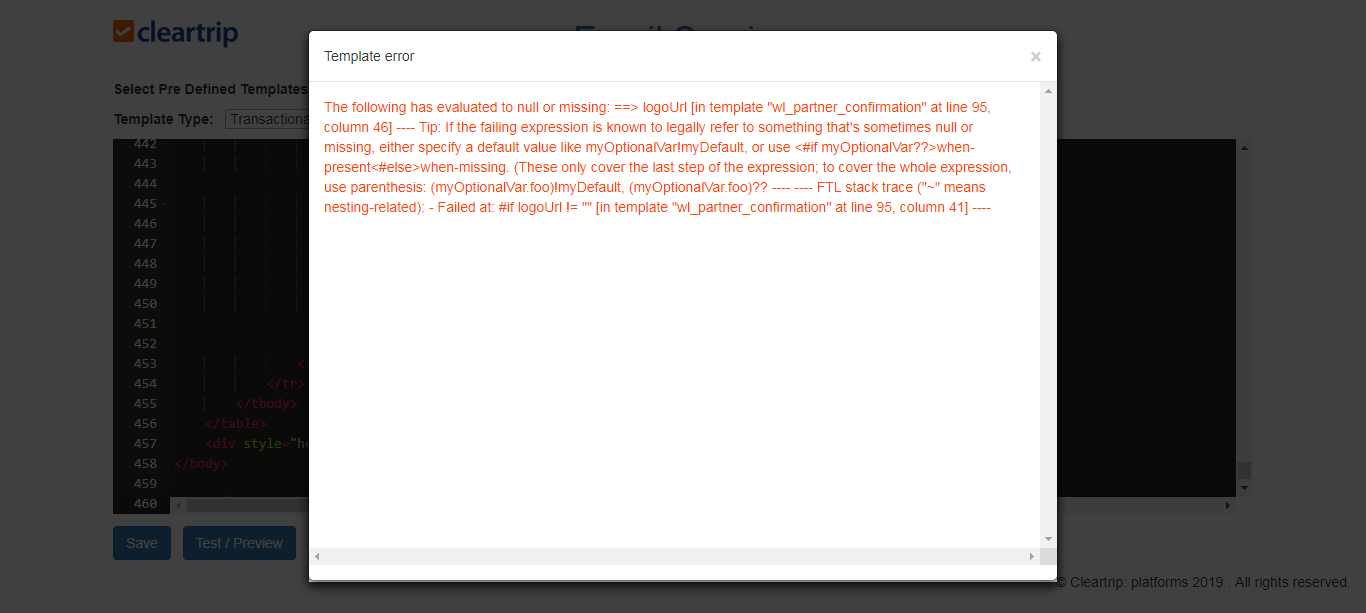 cleartrip
Template error
×
Select Pre Defined Templates
Template Type:
Transactiona
The following has evaluated to null or missing: ==> logoUrl [in template "wl_partner_confirmation" at line 95,
column 46] ---- Tip: If the failing expression is known to legally refer to something that's sometimes null or
missing, either specify a default value like myOptionalVar!myDefault, or use <#if myOptionalVar??>when-
present<#else>when-missing. (These only cover the last step of the expression; to cover the whole expression,
use parenthesis: (myOptionalVar.foo)!myDefault, (myOptionalVar.foo)?? ---- ---- FTL stack trace ("~" means
nesting-related): - Failed at: #if logoUrl != "" [in template "wl_partner_confirmation" at line 95, column 41] ----
442
443
444
445
446
447
448
449
450
451
452
453 <
454 </tr>
455 </tbody>
456 </table>
457 <div style="he
458 </body>
459
460
Save
Test / Preview
© Cleartrip: platforms 2019 . All rights reserved.